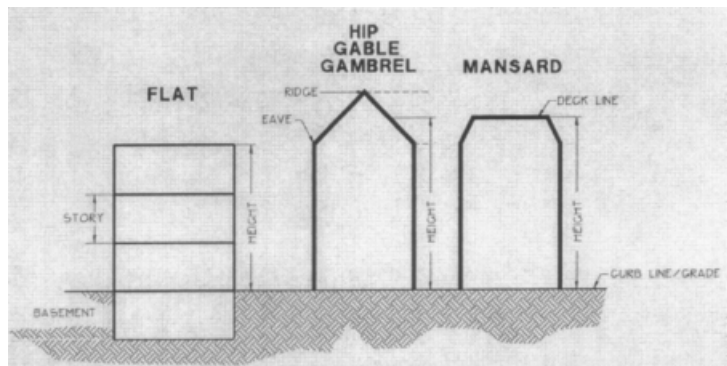 FLAT
HIP
GABLE
GAMBREL
MANSARD
RIDGE
DECK LINE
EAVE
STORY
HEIGHT
HEIGHT
HEIGHT
CURB LINE/GRADE
BASEMENT